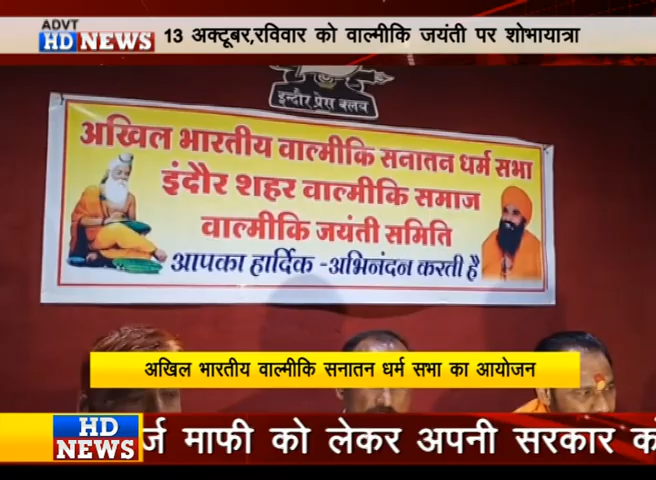 ADVT
HD NEWS
13 अक्टूबर,रविवार को वाल्मीकि जयंती पर शोभायात्रा
इन्दौर प्रेस क्लब
अखिल भारतीय वाल्मीकि सनातन धर्म सभा
इंदौर शहर वाल्मीकि समाज
वाल्मीकि जयंती समिति
आपका हार्दिक -अभिनंदन करती है
अखिल भारतीय वाल्मीकि सनातन धर्म सभा का आयोजन
HD
NEWS
माफी को लेकर अपनी सरकार